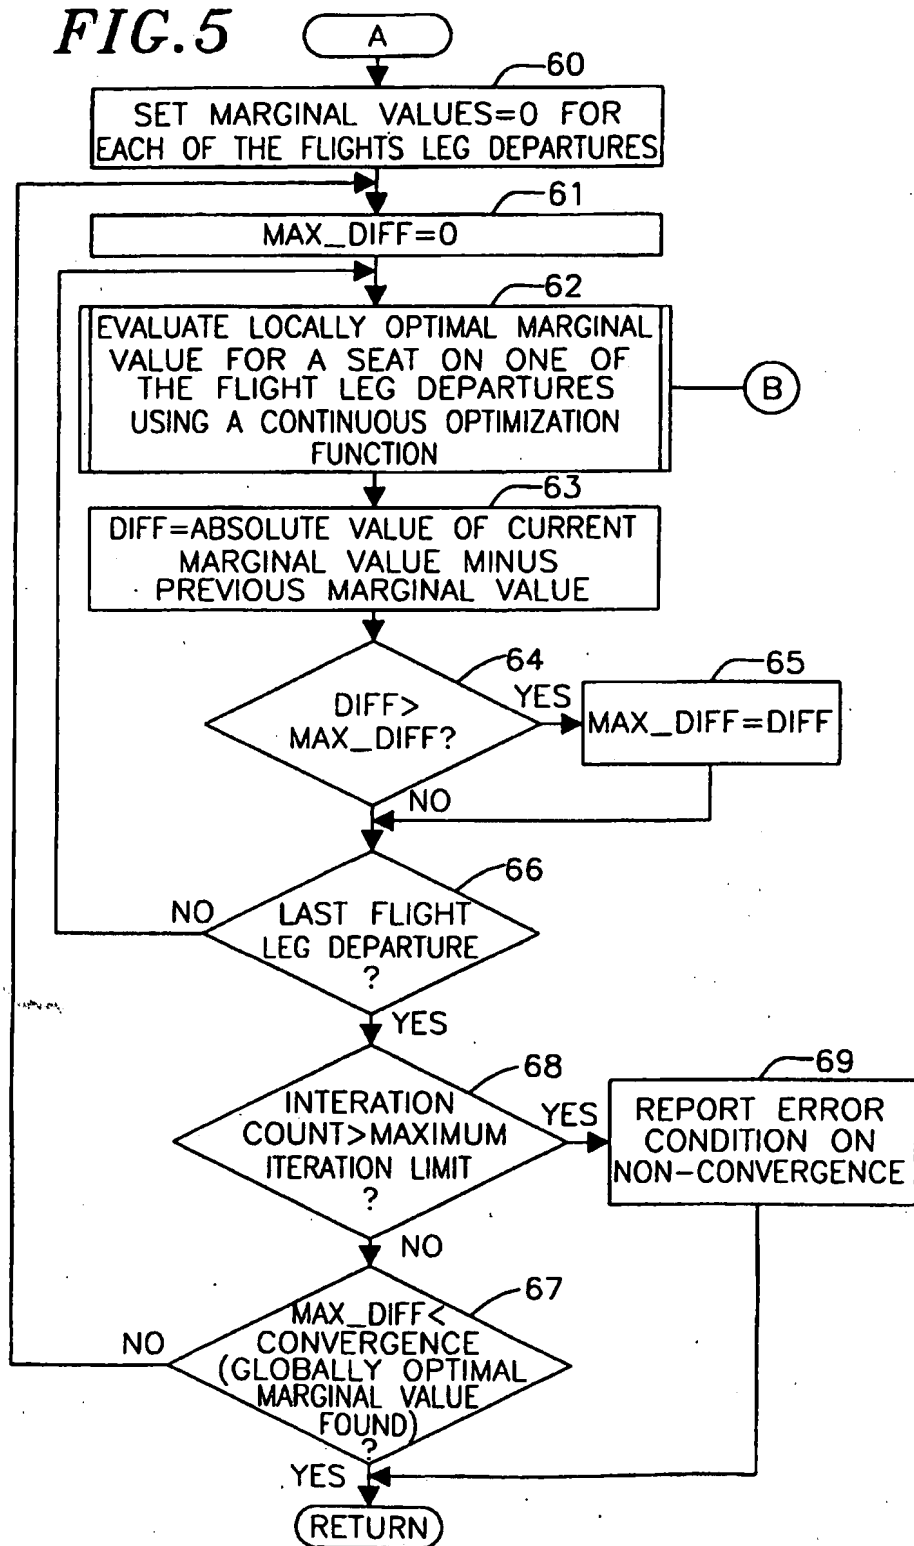 FIG.5
A
60
SET MARGINAL VALUES=0 FOR
EACH OF THE FLIGHTS LEG DEPARTURES
61
MAX_DIFF=0
62
EVALUATE LOCALLY OPTIMAL MARGINAL
VALUE FOR A SEAT ON ONE OF
THE FLIGHT LEG DEPARTURES
USING A CONTINUOUS OPTIMIZATION
FUNCTION
B
63
DIFF=ABSOLUTE VALUE OF CURRENT
MARGINAL VALUE MINUS
PREVIOUS MARGINAL VALUE
64
DIFF>
MAX_DIFF?
YES
65
MAX_DIFF=DIFF
NO
66
LAST FLIGHT
LEG DEPARTURE
?
NO
YES
68
INTERATION
COUNT>MAXIMUM
ITERATION LIMIT
?
YES
69
REPORT ERROR
CONDITION ON
NON-CONVERGENCE
NO
67
MAX_DIFF<
CONVERGENCE
(GLOBALLY OPTIMAL
MARGINAL VALUE
FOUND)
?
NO
YES
RETURN